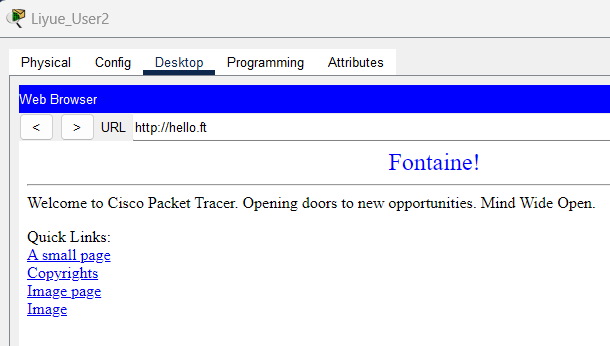 Liyue_User2
Physical Config Desktop Programming Attributes
Web Browser
< > URL http://hello.ft
Fontaine!
Welcome to Cisco Packet Tracer. Opening doors to new opportunities. Mind Wide Open.
Quick Links:
A small page
Copyrights
Image page
Image